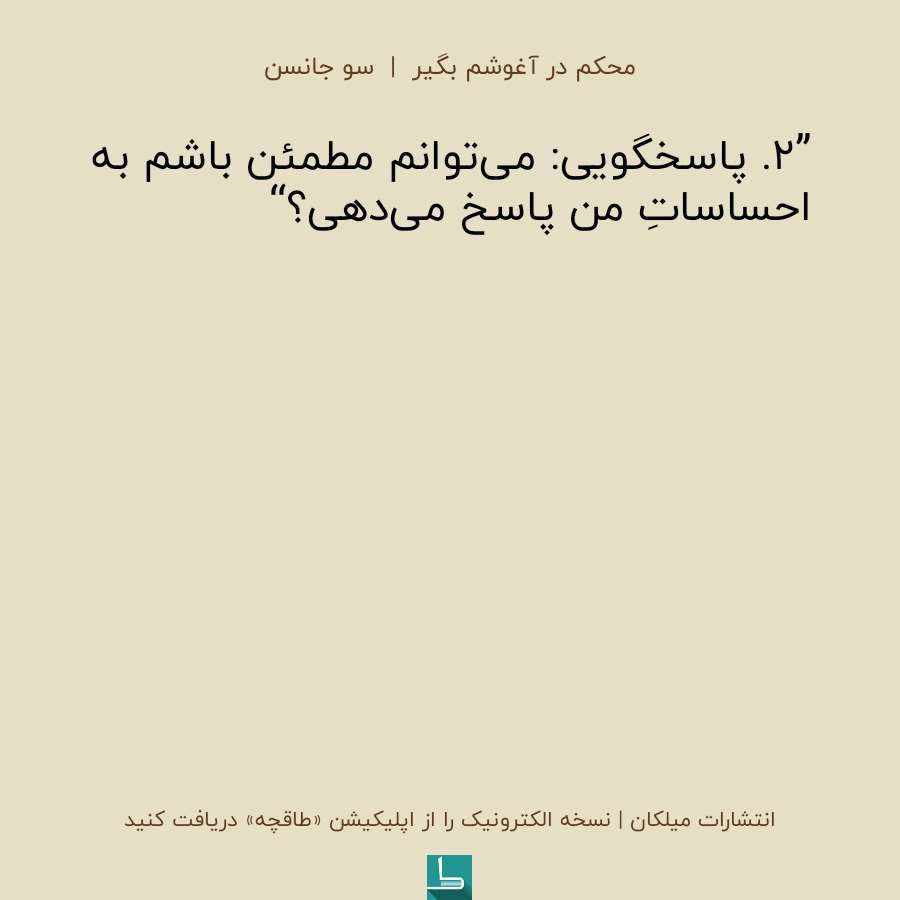 محکم در آغوشم بگیر | سو جانسن
”۲. پاسخگویی: می‌توانم مطمئن باشم به
احساساتِ من پاسخ می‌دهی؟“
انتشارات میلکان | نسخه الکترونیک را از اپلیکیشن «طاقچه» دریافت کنید